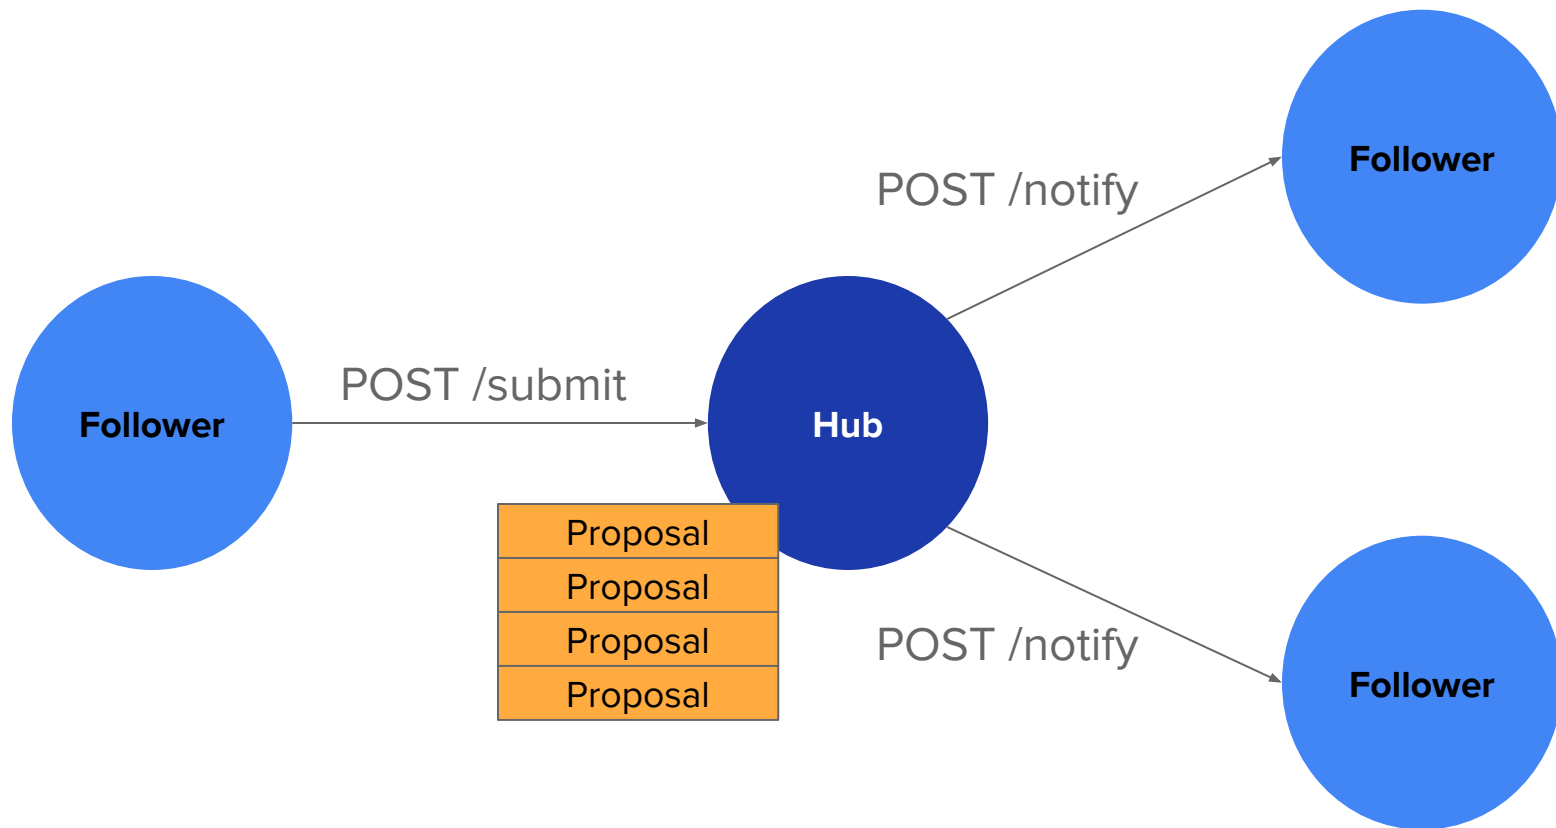 Follower
POST /notify
POST /submit
Follower
Hub
Proposal
Proposal
Proposal
Proposal
POST /notify
Follower